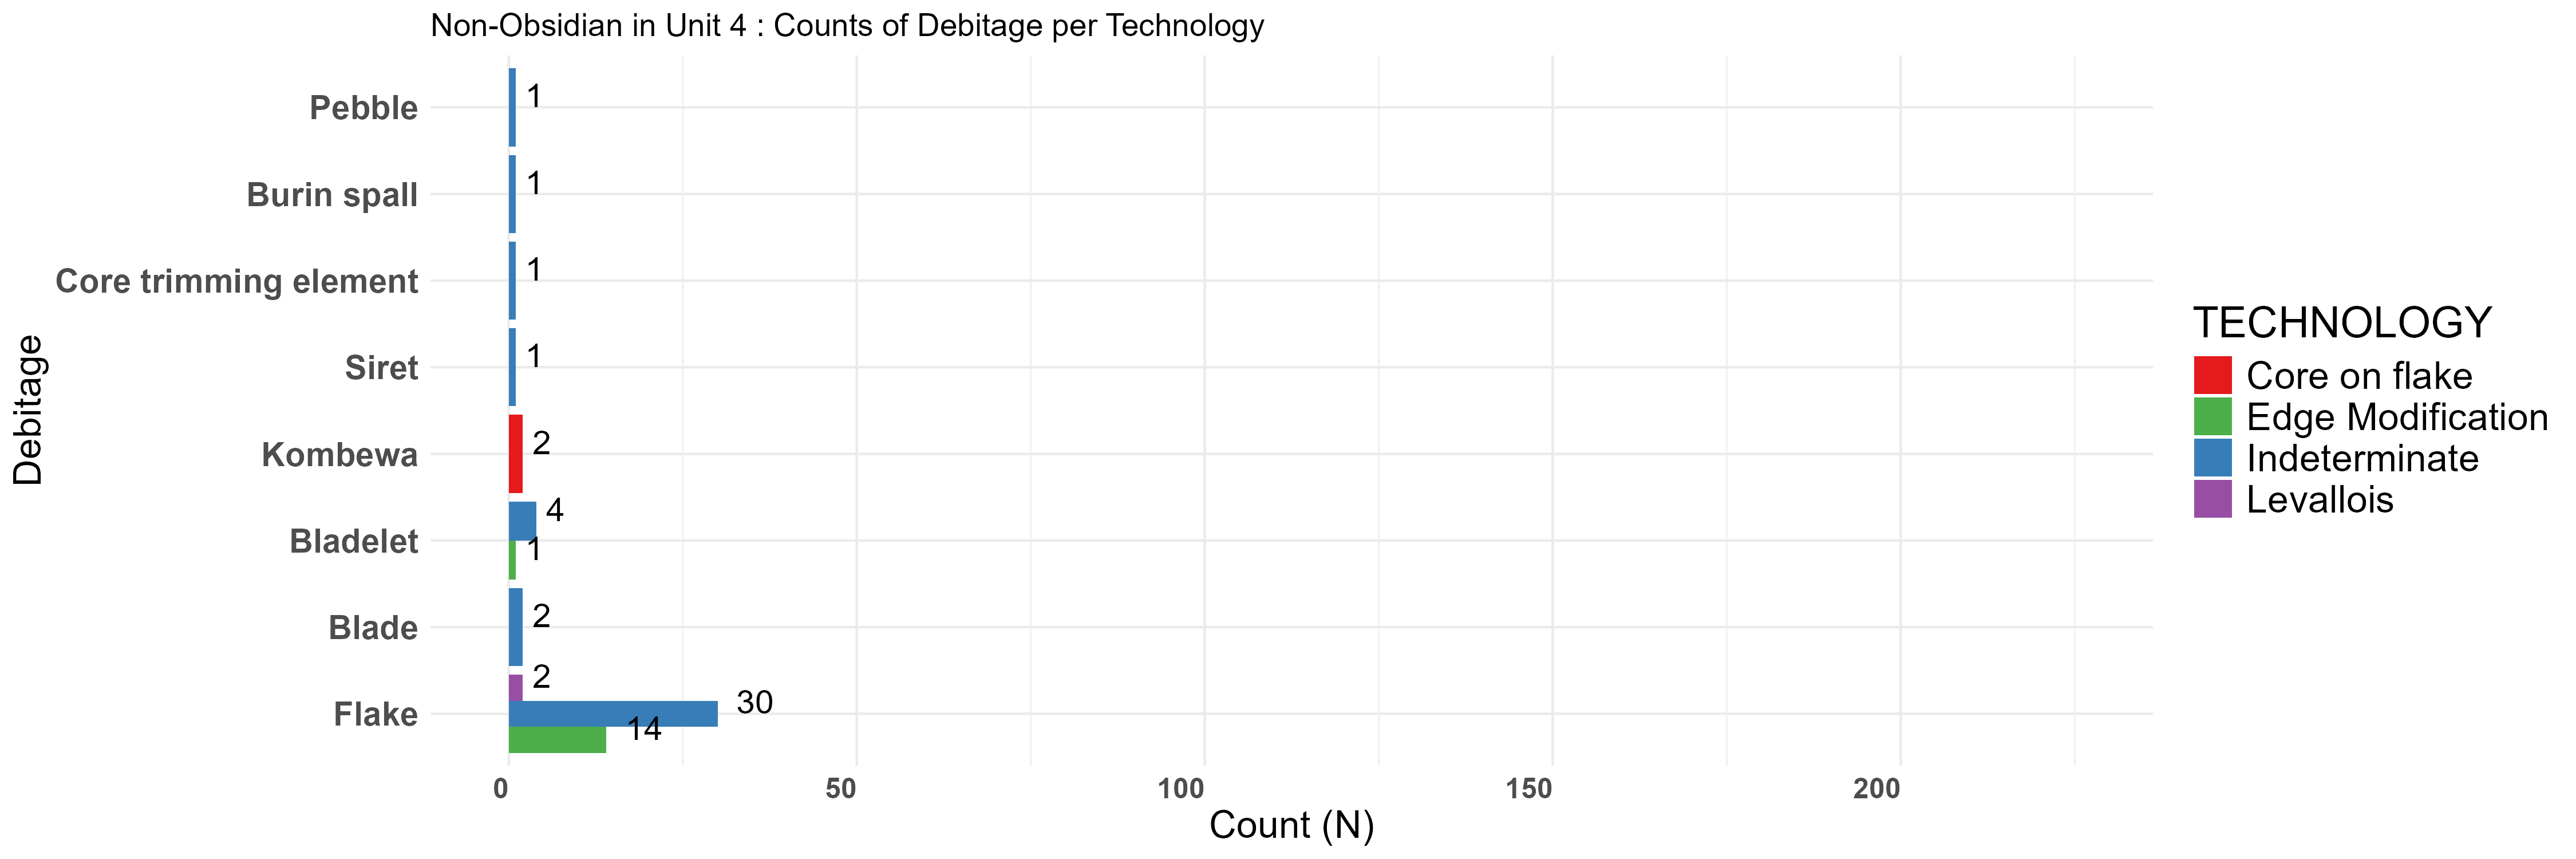 Non-Obsidian in Unit 4 : Counts of Debitage per Technology
Debitage
Pebble
1
Burin spall
1
Core trimming element
1
Siret
1
Kombewa
2
Bladelet
4
1
Blade
2
Flake
2
30
14
0 50 100 150 200
Count (N)
TECHNOLOGY
Core on flake
Edge Modification
Indeterminate
Levallois